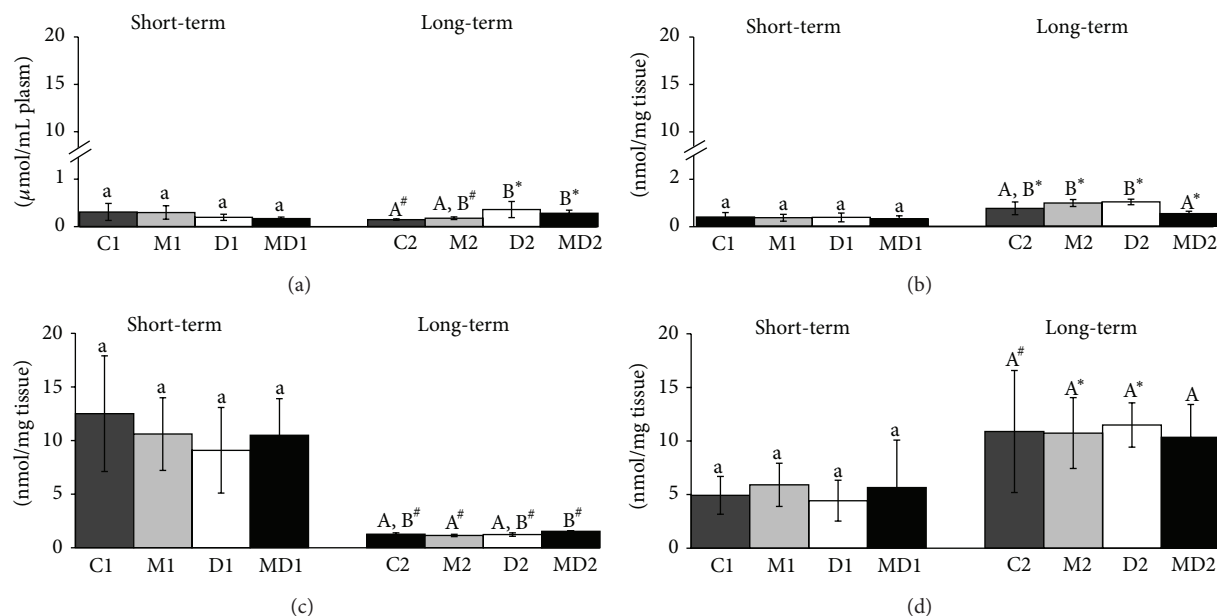 Short-term Long-term
20
15
10
5
0
1
0
(µmol/mL plasm)
a a a a A# A, B# B* B*
C1 M1 D1 MD1 C2 M2 D2 MD2
(a)
Short-term Long-term
20
15
10
5
0
2
0
(nmol/mg tissue)
a a a a A, B* B* B* A*
C1 M1 D1 MD1 C2 M2 D2 MD2
(b)
Short-term Long-term
20
15
10
5
0
(nmol/mg tissue)
a a a a A, B# A# A, B# B#
C1 M1 D1 MD1 C2 M2 D2 MD2
(c)
Short-term Long-term
20
15
10
5
0
(nmol/mg tissue)
a a a a A# A* A* A
C1 M1 D1 MD1 C2 M2 D2 MD2
(d)